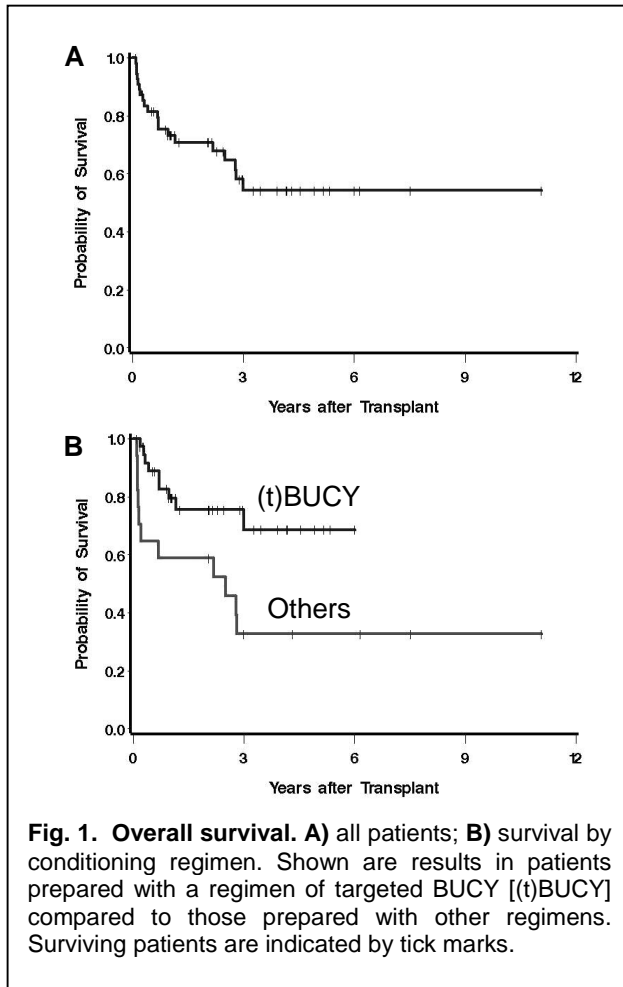 A
1.0
0.8
0.6
0.4
0.2
0.0
Probability of Survival
0 3 6 9 12
Years after Transplant
B
1.0
0.8
0.6
0.4
0.2
0.0
Probability of Survival
(t)BUCY
Others
0 3 6 9 12
Years after Transplant
Fig. 1. Overall survival. A) all patients; B) survival by
conditioning regimen. Shown are results in patients
prepared with a regimen of targeted BUCY [(t)BUCY]
compared to those prepared with other regimens.
Surviving patients are indicated by tick marks.